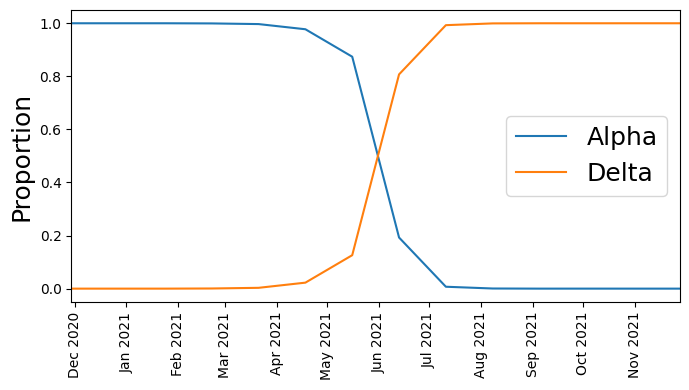 Proportion
1.0
0.8
0.6
0.4
0.2
0.0
Alpha
Delta
Dec 2020
Jan 2021
Feb 2021
Mar 2021
Apr 2021
May 2021
Jun 2021
Jul 2021
Aug 2021
Sep 2021
Oct 2021
Nov 2021